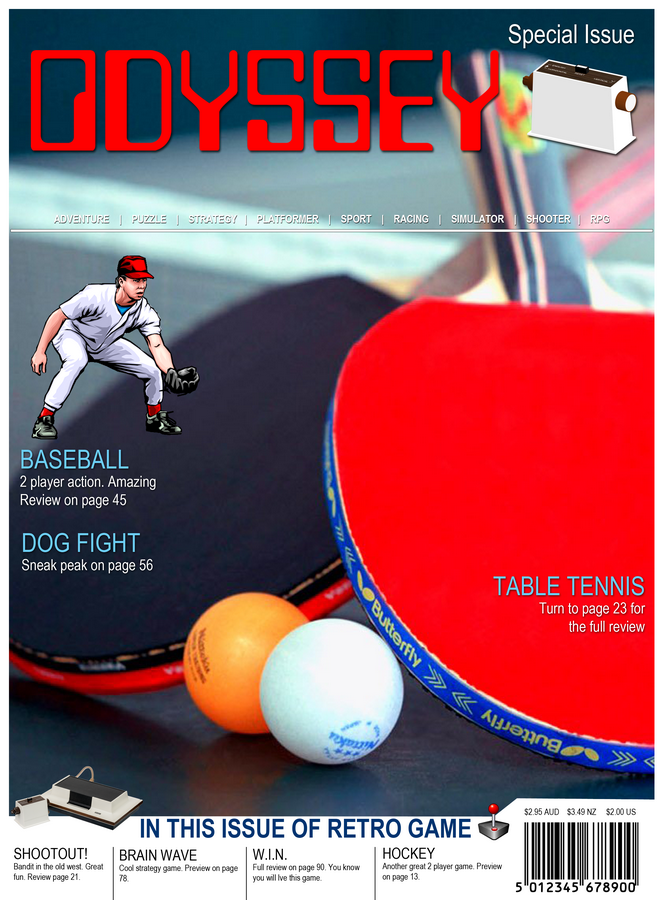 Special Issue
ODYSSEY
ADVENTURE | PUZZLE | STRATEGY | PLATFORMER | SPORT | RACING | SIMULATOR | SHOOTER | RPG
BASEBALL
2 player action. Amazing
Review on page 45
DOG FIGHT
Sneak peak on page 56
TABLE TENNIS
Turn to page 23 for
the full review
Butterfly
Butterfly
Nittaku
IN THIS ISSUE OF RETRO GAME
$2.95 AUD $3.49 NZ $2.00 US
SHOOTOUT!
Bandit in the old west. Great
fun. Review page 21.
BRAIN WAVE
Cool strategy game. Preview on page
78.
W.I.N.
Full review on page 90. You know
you will lve this game.
HOCKEY
Another great 2 player game. Preview
on page 13.
5 012345 678900